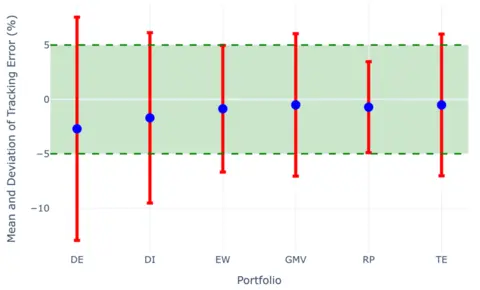 Mean and Deviation of Tracking Error (%)
5
0
−5
−10
DE DI EW GMV RP TE
Portfolio